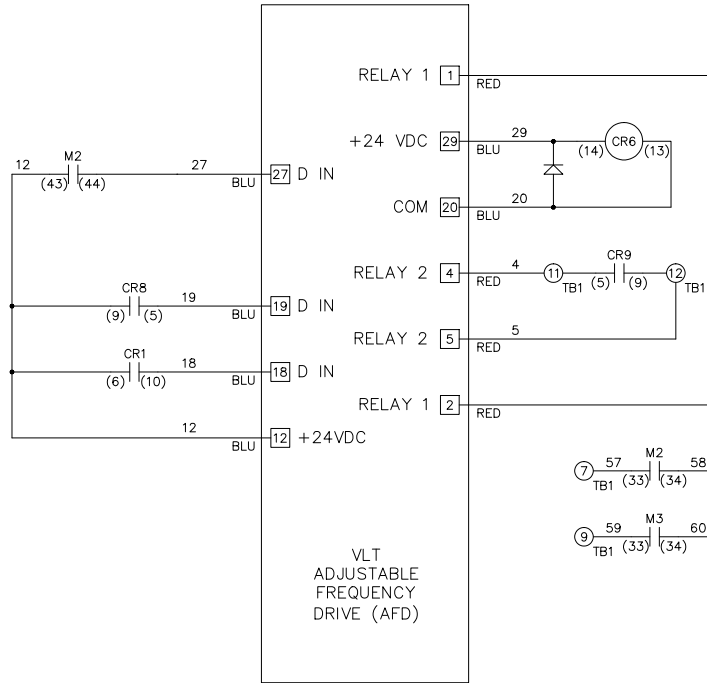 RELAY 1 1
RED
+24 VDC 29 29
BLU
(14) CR6 (13)
12 M2 27
(43) (44) BLU
27 D IN
COM 20 20
BLU
RELAY 2 4 4
RED
11 TB1
CR9
(5) (9)
12
TB1
CR8 19
(9) (5) BLU
19 D IN
RELAY 2 5 5
RED
CR1 18
(6) (10) BLU
18 D IN
RELAY 1 2
RED
12
BLU
12 +24VDC
7 57 M2 58
TB1 (33) (34)
9 59 M3 60
TB1 (33) (34)
VLT
ADJUSTABLE
FREQUENCY
DRIVE (AFD)